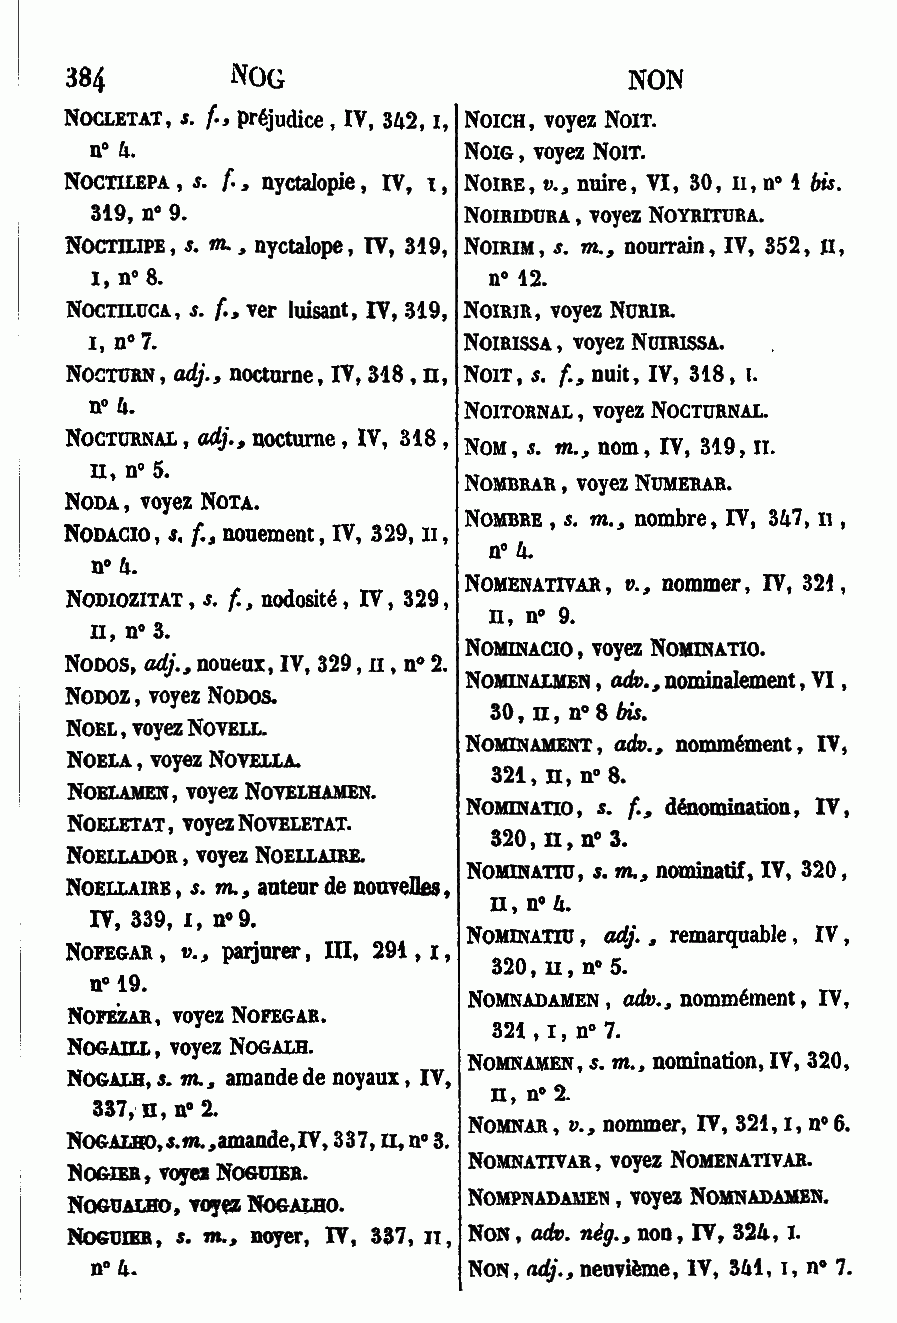 384 NOG NON
NOCLETAT, s. f., préjudice, IV, 342, I,
n° 4.
NOCTILEPA, s. f., nyctalopie, IV, I,
319, n° 9.
NOCTILIPE, s. m., nyctalope, IV, 319,
I, n° 8.
NOCTILUCA, s. f., ver luisant, IV, 319,
I, n° 7.
NOCTURN, adj., nocturne, IV, 318, II,
n° 4.
NOCTURNAL, adj., nocturne, IV, 318,
II, n° 5.
NODA, voyez NOTA.
NODACIO, s. f., nouement, IV, 329, II,
n° 4.
NODIOZITAT, s. f., nodosité, IV, 329,
II, n° 3.
NODOS, adj., noueux, IV, 329, II, n° 2.
NODOZ, voyez NODOS.
NOEL, voyez NOVELL.
NOELA, voyez NOVELLA.
NOELAMEN, voyez NOVELHAMEN.
NOELETAT, voyez NOVELETAT.
NOELLADOR, voyez NOELLAIRE.
NOELLAIRE, s. m., auteur de nouvelles,
IV, 339, I, n° 9.
NOFEGAR, v., parjurer, III, 291, I,
n° 19.
NOFEZAR, voyez NOFEGAR.
NOGAILL, voyez NOGALH.
NOGALH, s. m., amande de noyaux, IV,
337, II, n° 2.
NOGALHO, s. m., amande, IV, 337, II, n° 3.
NOGIER, voyez NOGUIER.
NOGUALHO, voyez NOGALHO.
NOGUIER, s. m., noyer, IV, 337, II,
n° 4.
NOICH, voyez NOIT.
NOIG, voyez NOIT.
NOIRE, v., nuire, VI, 30, II, n° 1 bis.
NOIRIDURA, voyez NOYRITURA.
NOIRIM, s. m., nourrain, IV, 352, II,
n° 12.
NOIRIR, voyez NURIR.
NOIRISSA, voyez NUIRISSA.
NOIT, s. f., nuit, IV, 318, I.
NOITORNAL, voyez NOCTURNAL.
NOM, s. m., nom, IV, 319, II.
NOMBRAR, voyez NUMERAR.
NOMBRE, s. m., nombre, IV, 347, II,
n° 4.
NOMENATIVAR, v., nommer, IV, 321,
II, n° 9.
NOMINACIO, voyez NOMINATIO.
NOMINALMEN, adv., nominalement, VI,
30, II, n° 8 bis.
NOMINAMENT, adv., nommément, IV,
321, II, n° 8.
NOMINATIO, s. f., dénomination, IV,
320, II, n° 3.
NOMINATIU, s. m., nominatif, IV, 320,
II, n° 4.
NOMINATIU, adj., remarquable, IV,
320, II, n° 5.
NOMNADAMEN, adv., nommément, IV,
321, I, n° 7.
NOMNAMEN, s. m., nomination, IV, 320,
II, n° 2.
NOMNAR, v., nommer, IV, 321, I, n° 6.
NOMNATIVAR, voyez NOMENATIVAR.
NOMPNADAMEN, voyez NOMNADAMEN.
NON, adv. nég., non, IV, 324, I.
NON, adj., neuvième, IV, 341, I, n° 7.